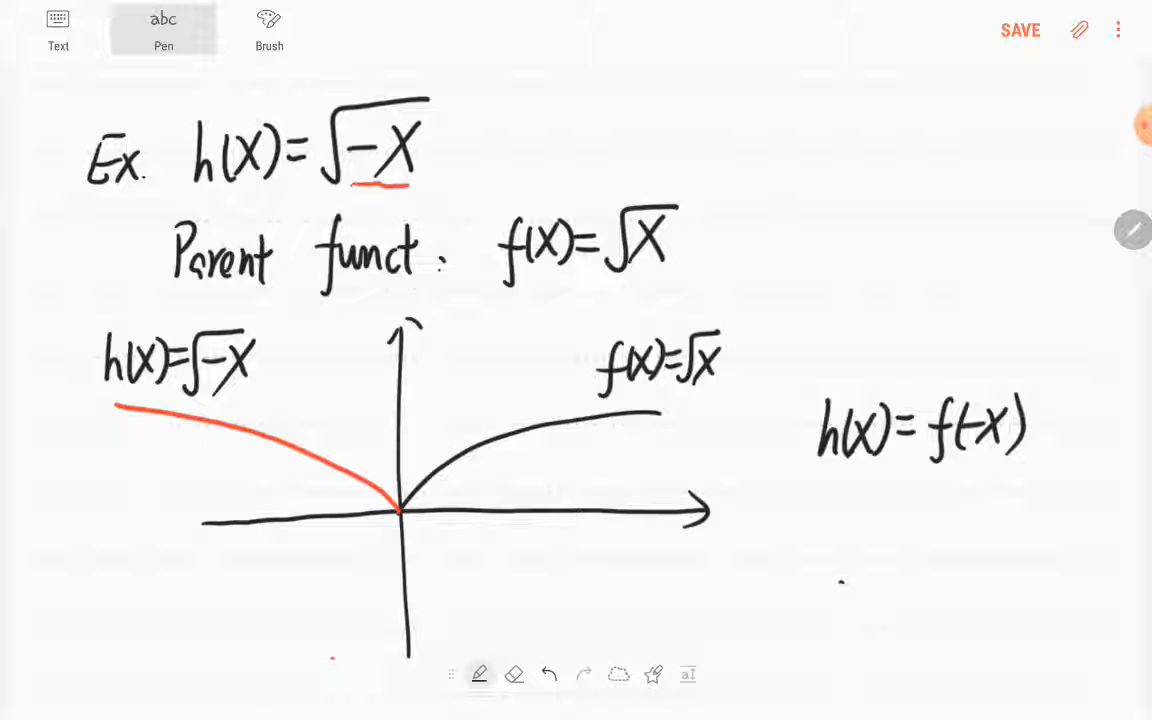 Text
abc
Pen
Brush
SAVE
Ex. h(x)=√-x
Parent funct. f(x)=√x
h(x)=√-x
f(x)=√x
h(x)=f(-x)